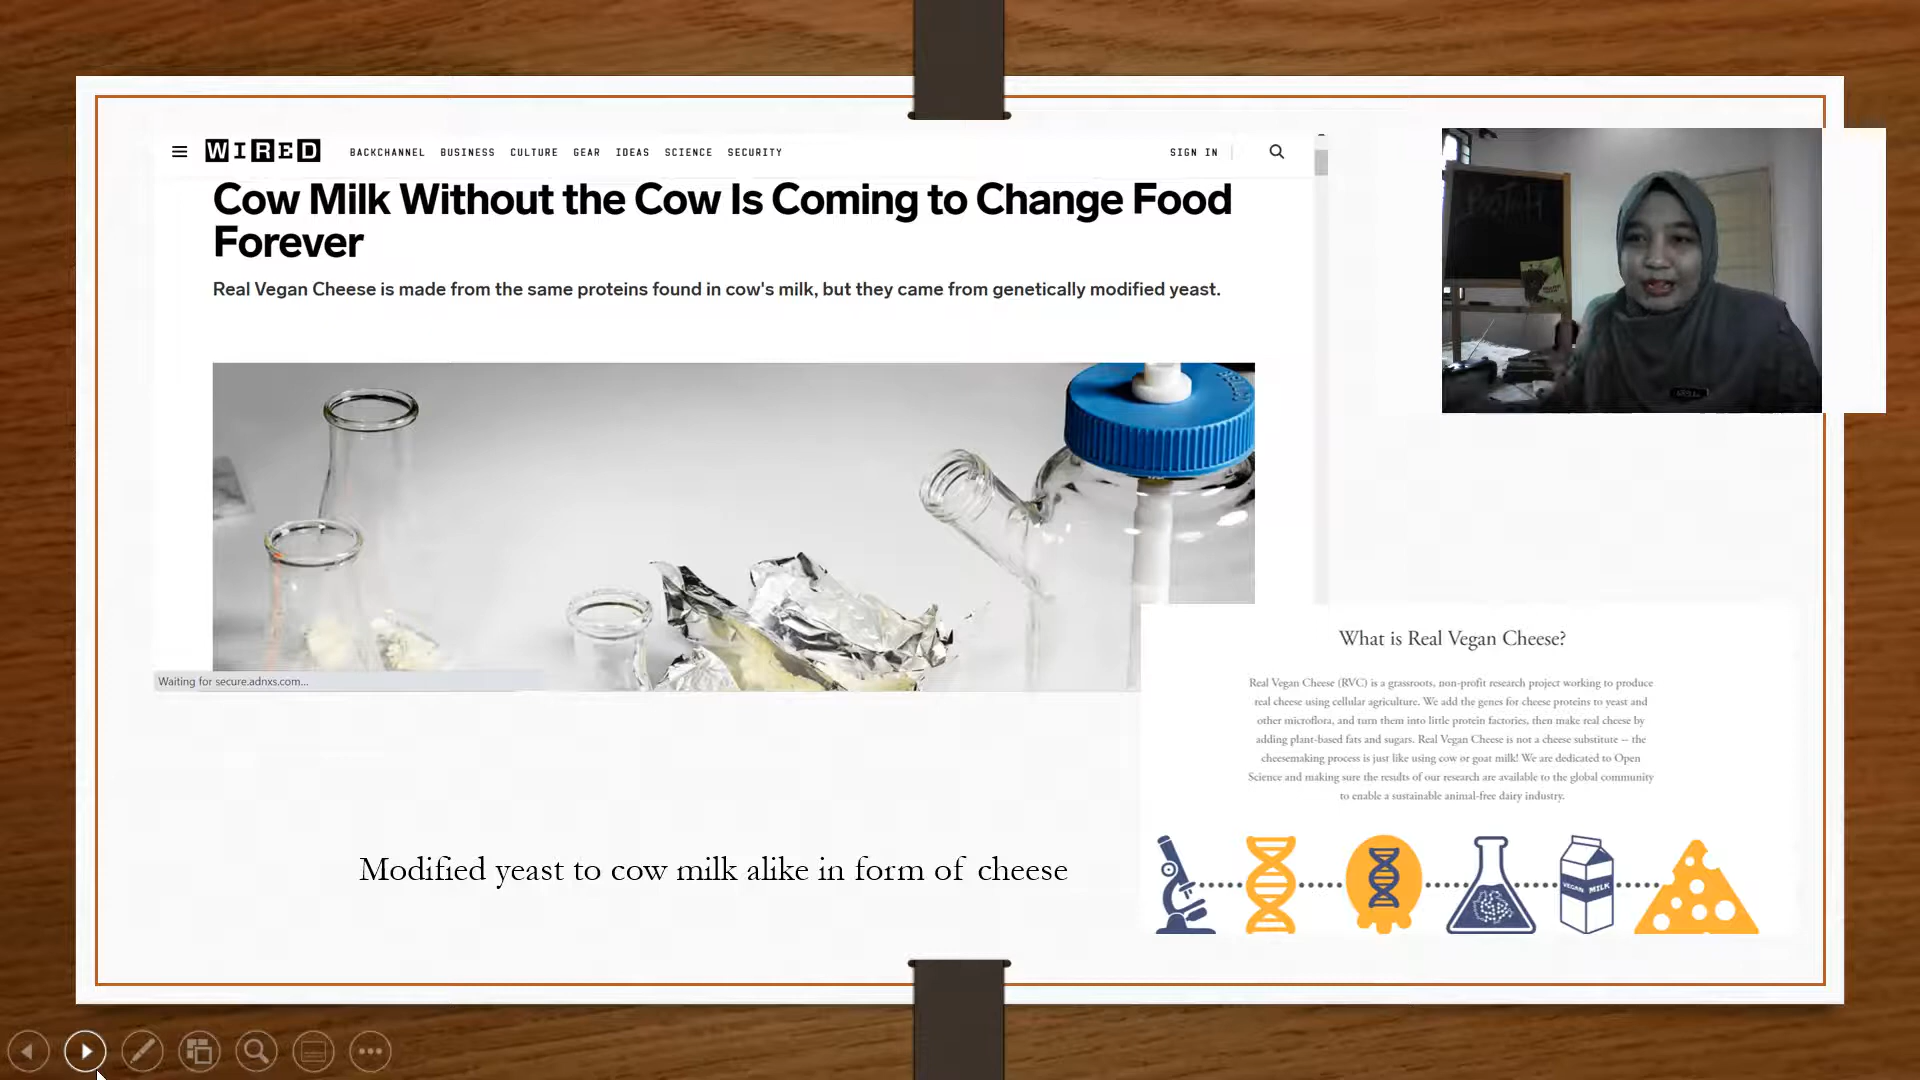 WIRED
BACKCHANNEL BUSINESS CULTURE GEAR IDEAS SCIENCE SECURITY
SIGN IN
Cow Milk Without the Cow Is Coming to Change Food
Forever
Real Vegan Cheese is made from the same proteins found in cow's milk, but they came from genetically modified yeast.
Waiting for secure.adnxs.com...
What is Real Vegan Cheese?
Real Vegan Cheese (RVC) is a grassroots, non-profit research project working to produce
real cheese using cellular agriculture. We add the genes for cheese proteins to yeast and
other microflora, and turn them into little protein factories, then make real cheese by
adding plant-based fats and sugars. Real Vegan Cheese is not a cheese substitute -- the
cheesemaking process is just like using cow or goat milk! We are dedicated to Open
Science and making sure the results of our research are available to the global community
to enable a sustainable animal-free dairy industry.
VEGAN MILK
Modified yeast to cow milk alike in form of cheese